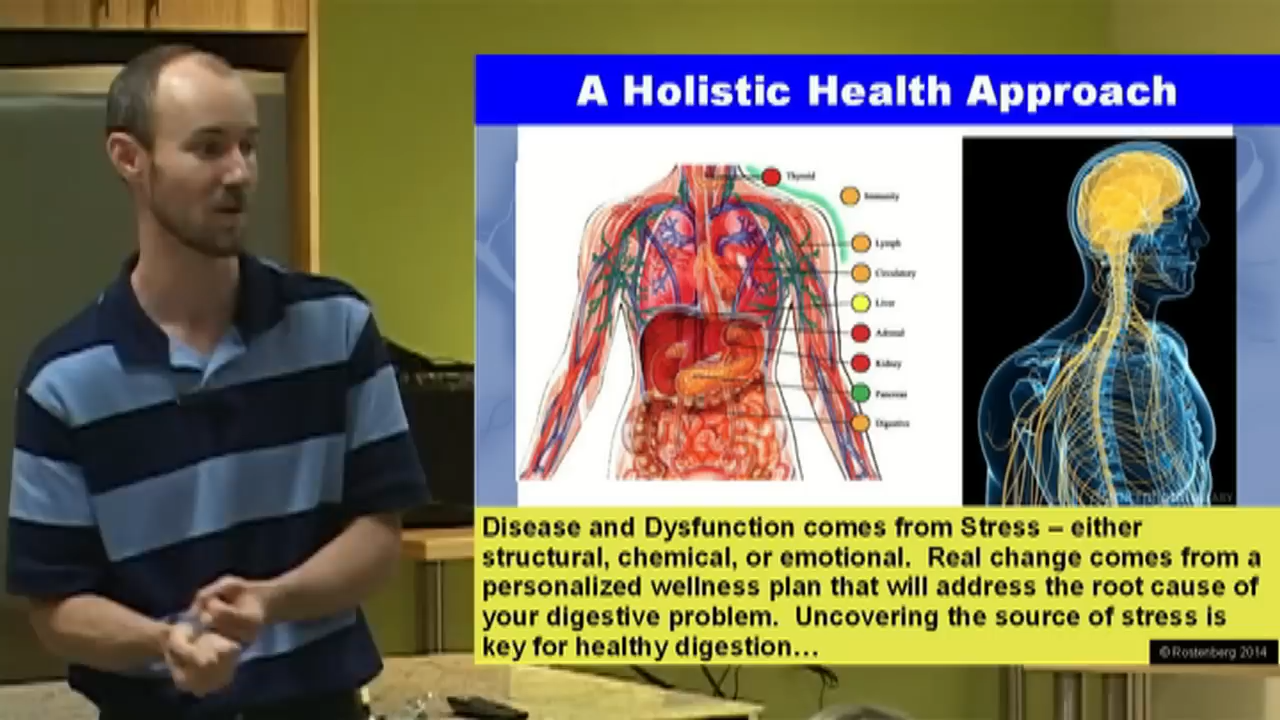 A Holistic Health Approach
Thyroid
Immunity
Lymph
Circulatory
Liver
Adrenal
Kidney
Pancreas
Digestive
Disease and Dysfunction comes from Stress – either
structural, chemical, or emotional. Real change comes from a
personalized wellness plan that will address the root cause of
your digestive problem. Uncovering the source of stress is
key for healthy digestion…
© Rostenberg 2014